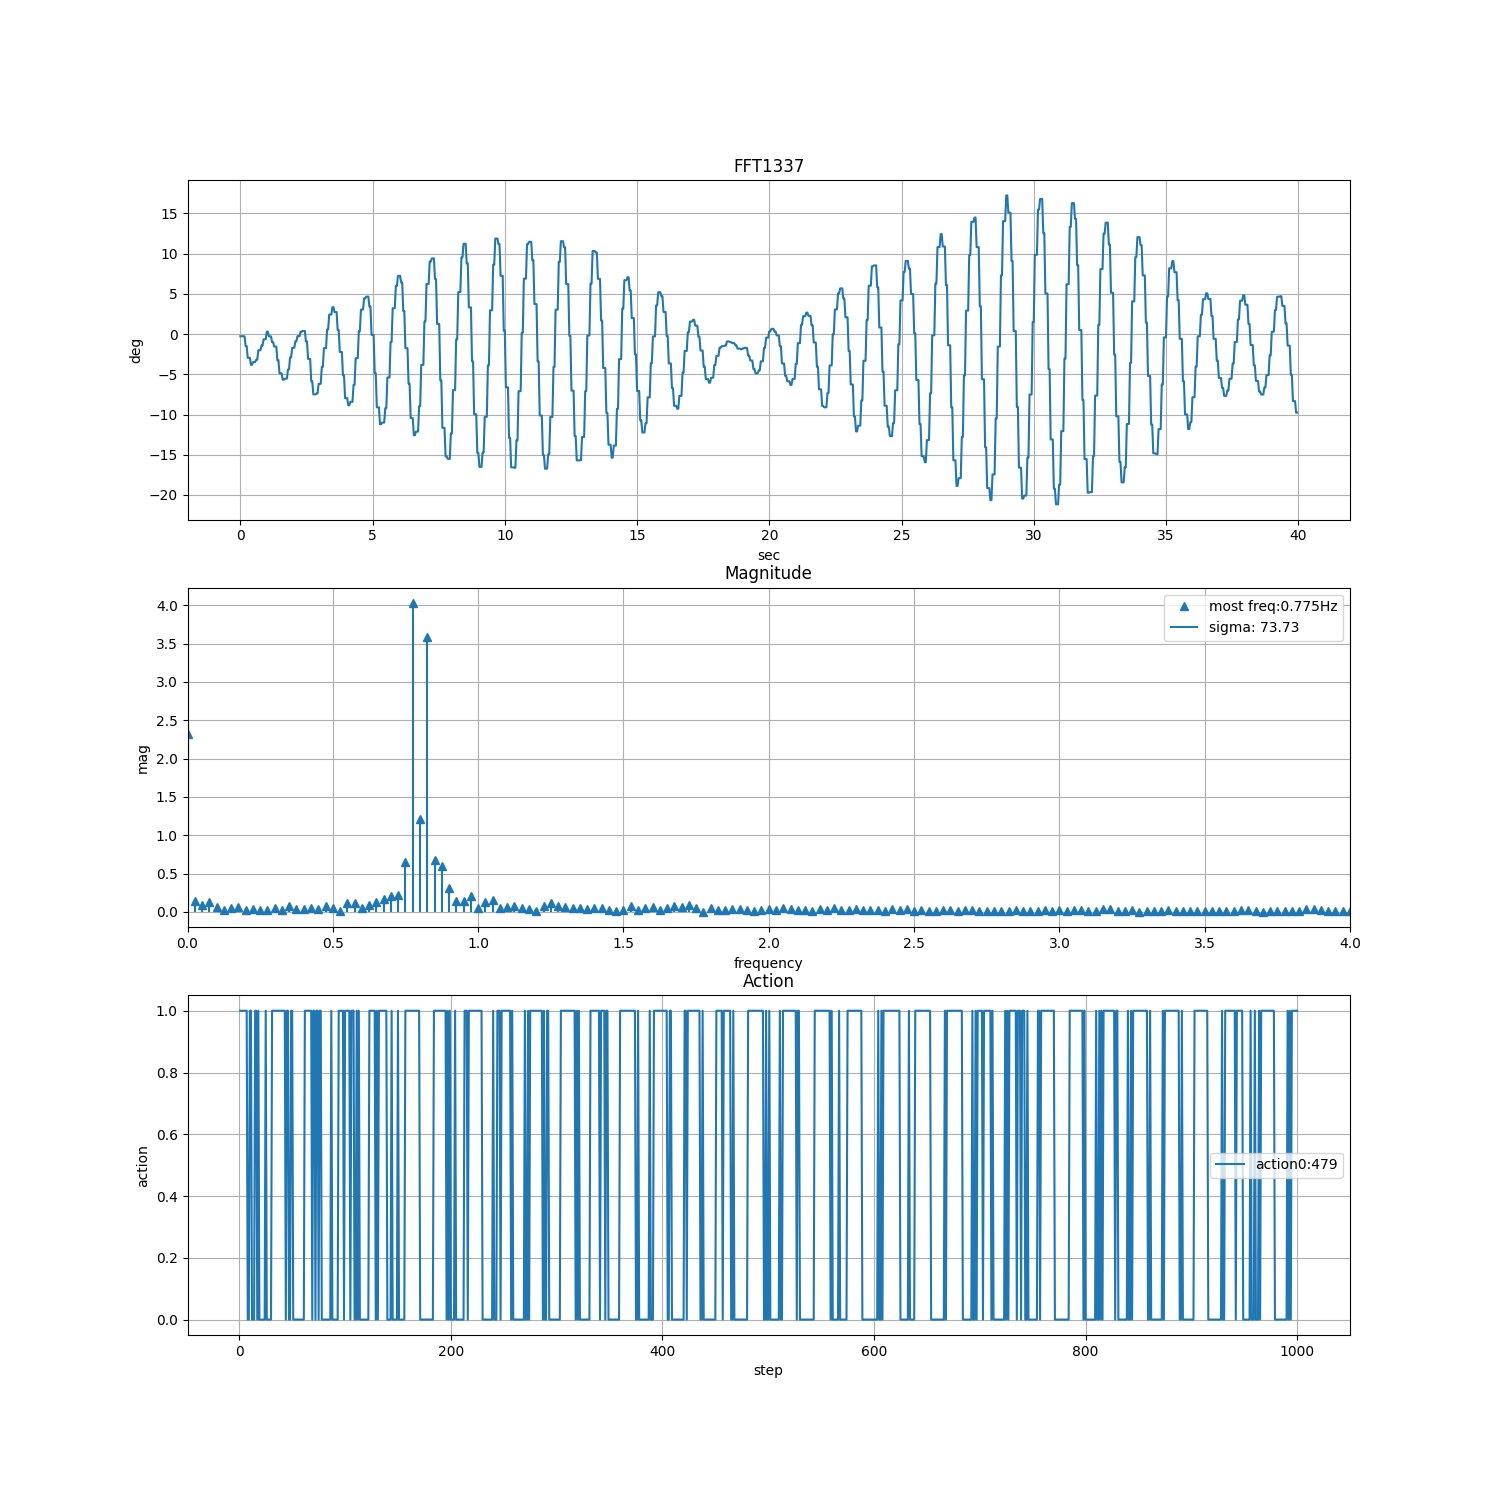 FFT1337
15
10
5
0
−5
−10
−15
−20
deg
0 5 10 15 20 25 30 35 40
sec
Magnitude
4.0
3.5
3.0
2.5
2.0
1.5
1.0
0.5
0.0
mag
most freq:0.775Hz
sigma: 73.73
0.0 0.5 1.0 1.5 2.0 2.5 3.0 3.5 4.0
frequency
Action
1.0
0.8
0.6
0.4
0.2
0.0
action
action0:479
0 200 400 600 800 1000
step